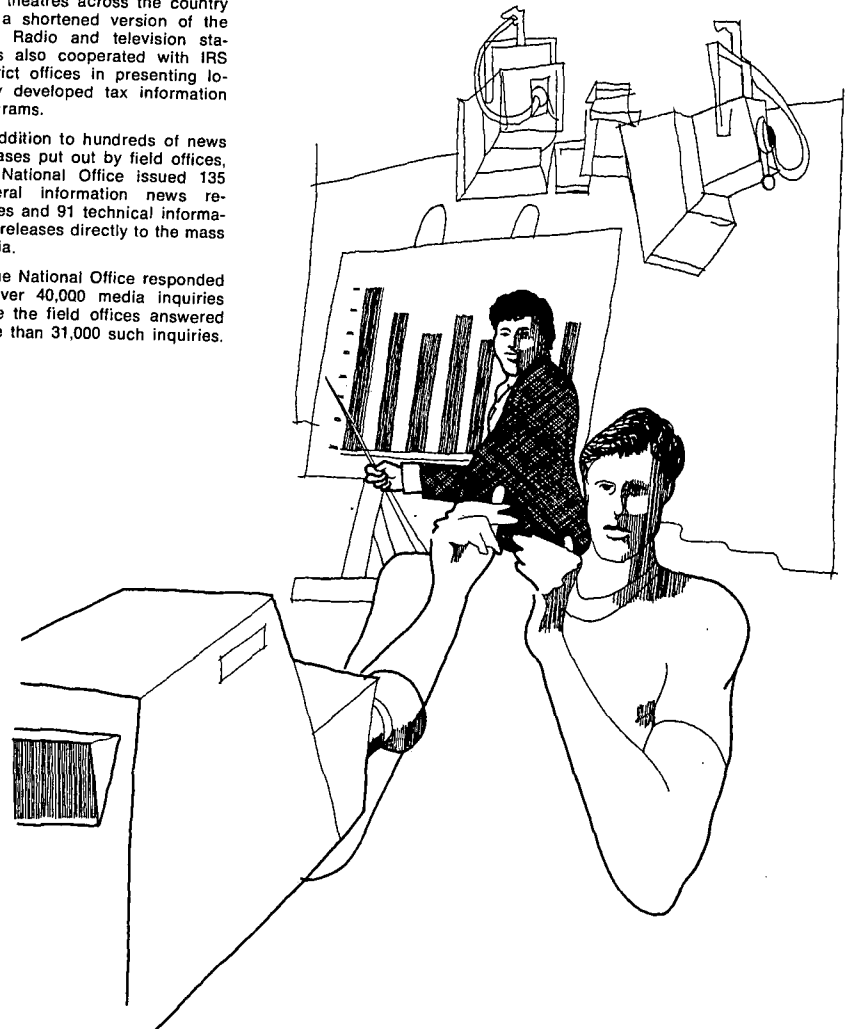 theatres across the country
a shortened version of the
Radio and television sta-
s also cooperated with IRS
rict offices in presenting lo-
y developed tax information
rams.
ddition to hundreds of news
ases put out by field offices,
National Office issued 135
eral information news re-
es and 91 technical informa-
releases directly to the mass
ia.
e National Office responded
ver 40,000 media inquiries
e the field offices answered
e than 31,000 such inquiries.